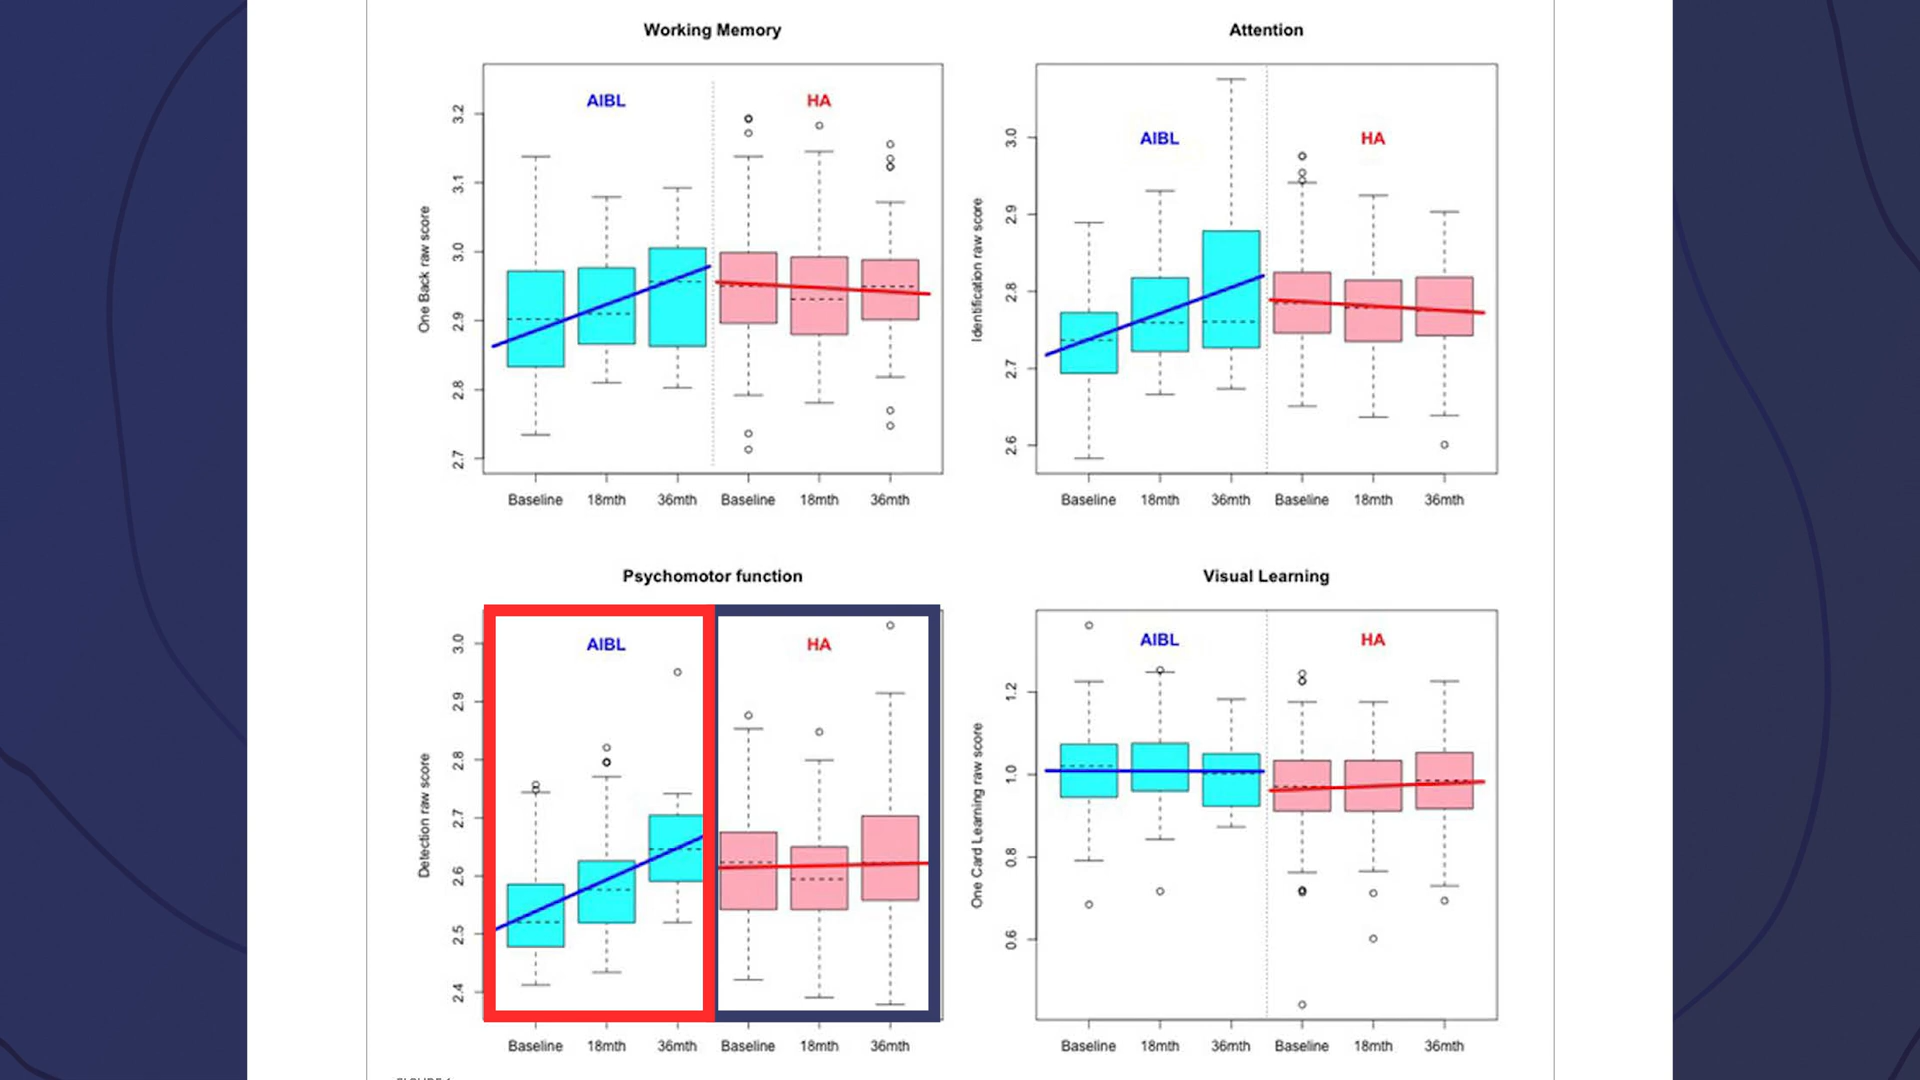 Working Memory
AIBL
HA
One Back raw score
3.2
3.1
3.0
2.9
2.8
2.7
Baseline 18mth 36mth Baseline 18mth 36mth
Attention
AIBL
HA
Identification raw score
3.0
2.9
2.8
2.7
2.6
Baseline 18mth 36mth Baseline 18mth 36mth
Psychomotor function
AIBL
HA
Detection raw score
3.0
2.9
2.8
2.7
2.6
2.5
2.4
Baseline 18mth 36mth Baseline 18mth 36mth
Visual Learning
AIBL
HA
One Card Learning raw score
1.2
1.0
0.8
0.6
Baseline 18mth 36mth Baseline 18mth 36mth